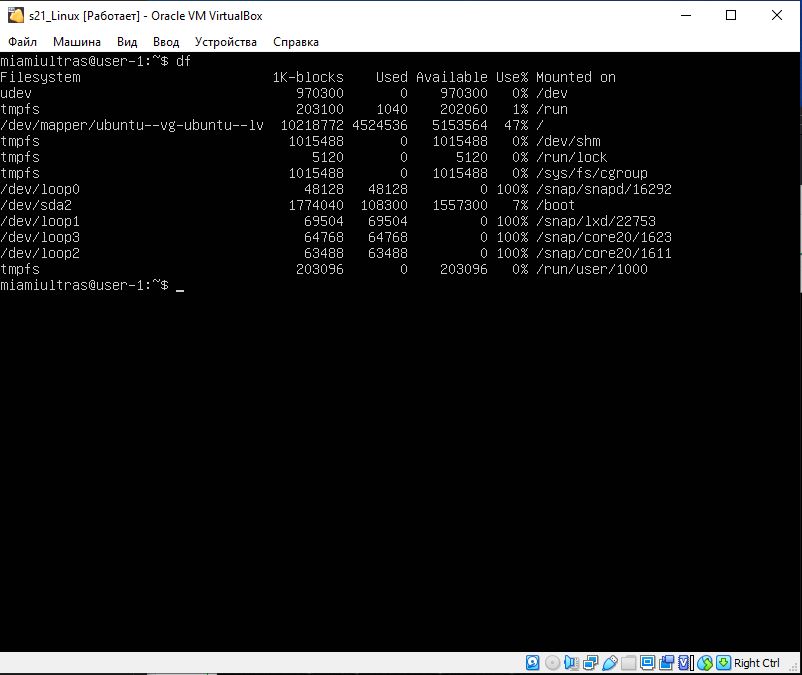 s21_Linux [Работает] - Oracle VM VirtualBox
Файл Машина Вид Ввод Устройства Справка
miamiultras@user-1:~$ df
Filesystem 1K-blocks Used Available Use% Mounted on
udev 970300 0 970300 0% /dev
tmpfs 203100 1040 202060 1% /run
/dev/mapper/ubuntu--vg-ubuntu--lv 10218772 4524536 5153564 47% /
tmpfs 1015488 0 1015488 0% /dev/shm
tmpfs 5120 0 5120 0% /run/lock
tmpfs 1015488 0 1015488 0% /sys/fs/cgroup
/dev/loop0 48128 48128 0 100% /snap/snapd/16292
/dev/sda2 1774040 108300 1557300 7% /boot
/dev/loop1 69504 69504 0 100% /snap/lxd/22753
/dev/loop3 64768 64768 0 100% /snap/core20/1623
/dev/loop2 63488 63488 0 100% /snap/core20/1611
tmpfs 203096 0 203096 0% /run/user/1000
miamiultras@user-1:~$ _
Right Ctrl